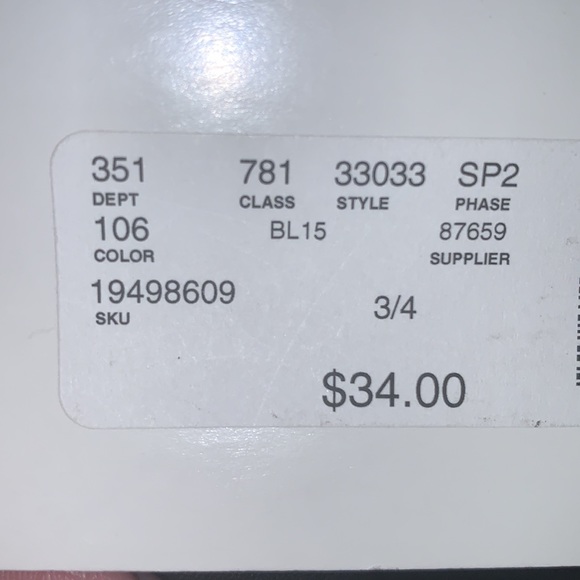 351 781 33033 SP2
DEPT CLASS STYLE PHASE
106 BL15 87659
COLOR SUPPLIER
19498609 3/4
SKU
$34.00